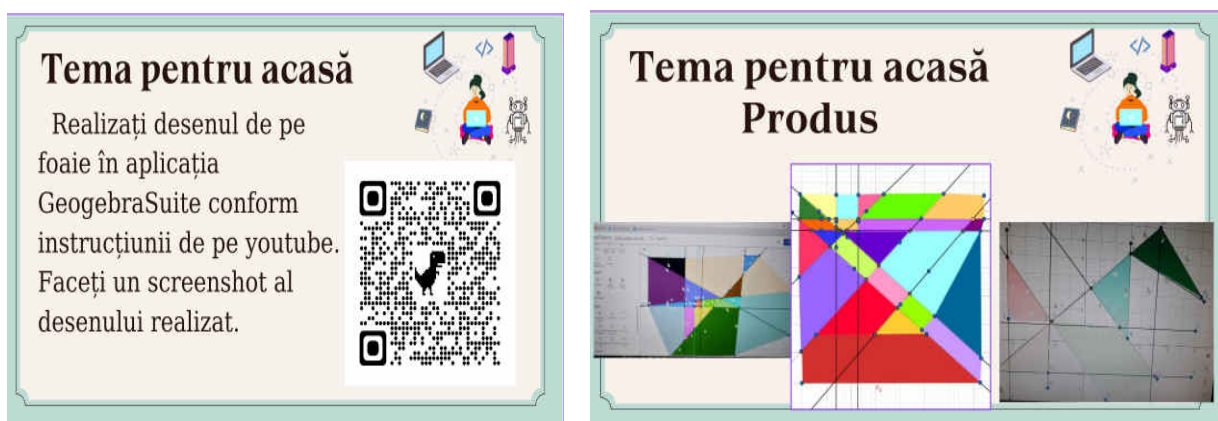 Tema pentru acasă
Realizați desenul de pe
foaie în aplicația
GeogebraSuite conform
instrucțiunii de pe youtube.
Faceți un screenshot al
desenului realizat.
</>
Tema pentru acasă
Produs